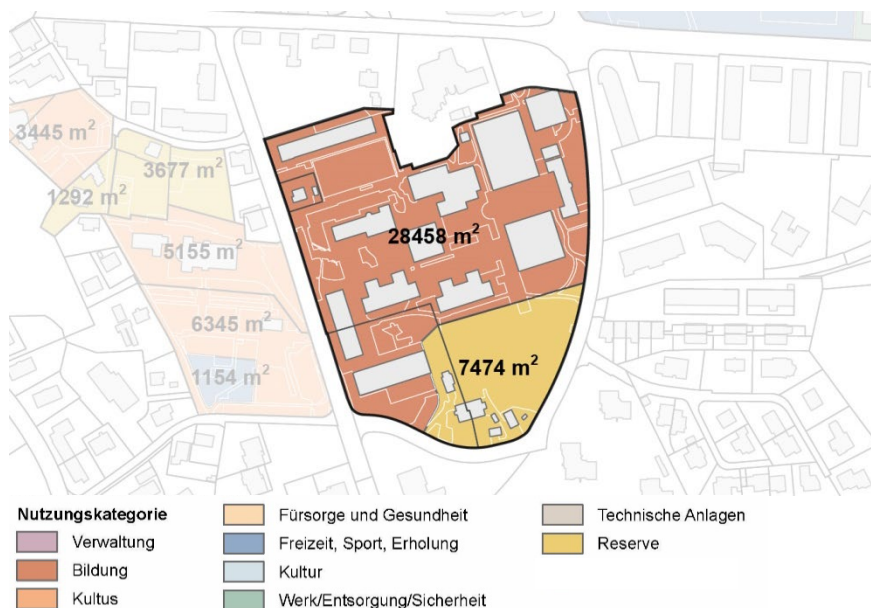 3445 m²
3677 m²
1292 m²
5155 m²
28458 m²
6345 m²
7474 m²
1154 m²
Nutzungskategorie
Verwaltung
Bildung
Kultus
Fürsorge und Gesundheit
Freizeit, Sport, Erholung
Kultur
Werk/Entsorgung/Sicherheit
Technische Anlagen
Reserve